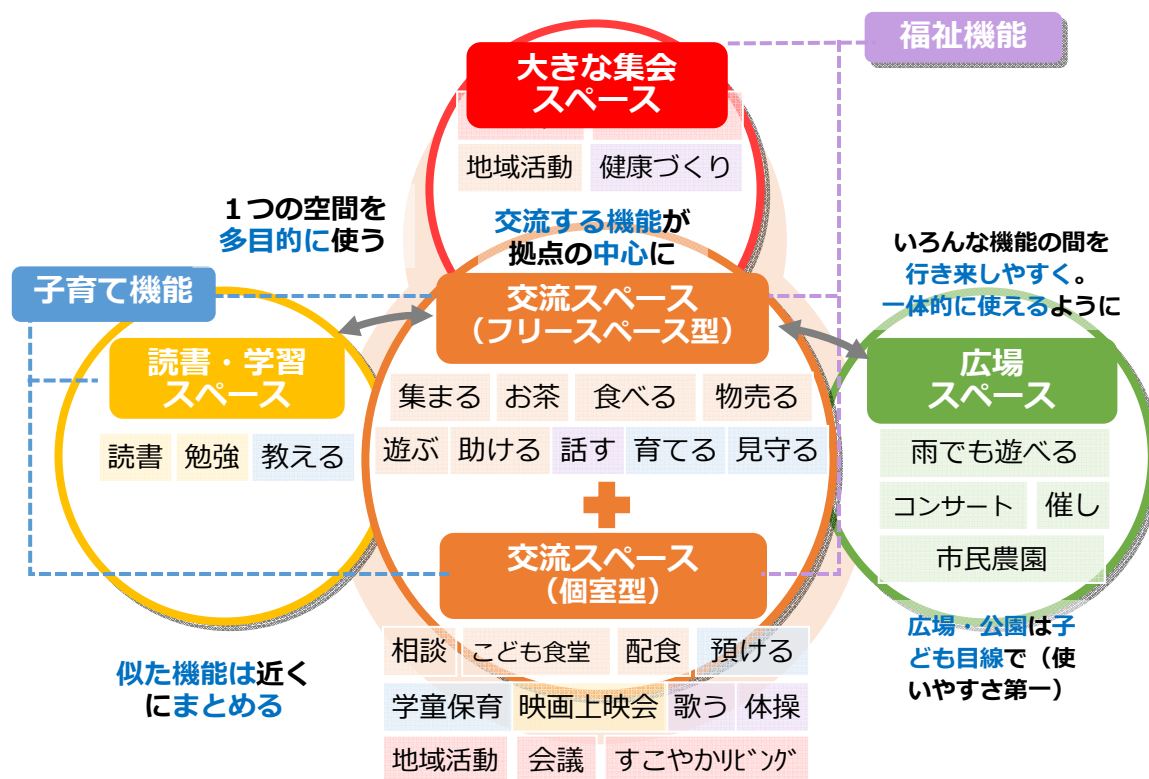 福祉機能
大きな集会
スペース
地域活動 健康づくり
１つの空間を
多目的に使う
交流する機能が
拠点の中心に
いろんな機能の間を
行き来しやすく。
一体的に使えるように
子育て機能
交流スペース
（フリースペース型）
読書・学習
スペース
広場
スペース
集まる お茶 食べる 物売る
読書 勉強 教える
遊ぶ 助ける 話す 育てる 見守る
雨でも遊べる
コンサート 催し
市民農園
交流スペース
（個室型）
相談 こども食堂 配食 預ける
学童保育 映画上映会 歌う 体操
地域活動 会議 すこやかﾘﾋﾞﾝｸﾞ
似た機能は近く
にまとめる
広場・公園は子
ども目線で（使
いやすさ第一）